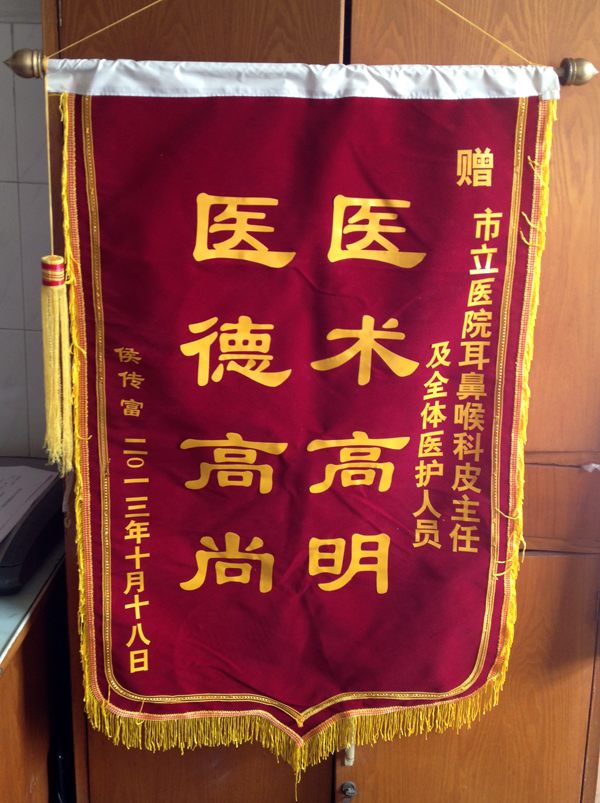 赠
市立医院耳鼻喉科皮主任
及全体医护人员
医术高明
医德高尚
侯传富 二〇一三年十月十八日